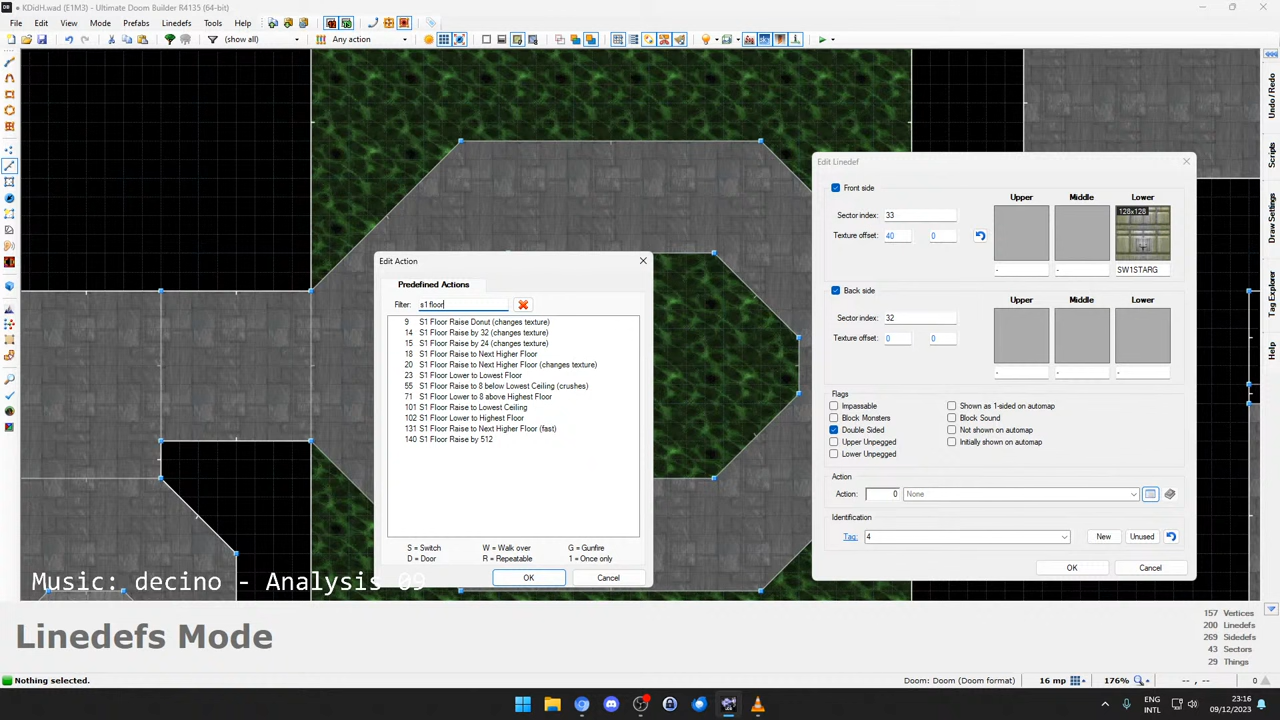 KDidH.wad (E1M3) - Ultimate Doom Builder R4135 (64-bit)
File Edit View Mode Prefabs Linedefs Tools Help
(show all) Any action
Undo / Redo
Scripts
Draw Settings
Tag Explorer
Help
Edit Linedef
Front side
Upper Middle Lower
Sector index: 33
128x128
Texture offset: 40 0
- - SW1STARG
Back side
Upper Middle Lower
Sector index: 32
Texture offset: 0 0
- - -
Flags
Impassable Shown as 1-sided on automap
Block Monsters Block Sound
Double Sided Not shown on automap
Upper Unpegged Initially shown on automap
Lower Unpegged
Action
Action: 0 None
Identification
Tag: 4 New Unused
OK Cancel
Edit Action
Predefined Actions
Filter: s1 floor
9 S1 Floor Raise Donut (changes texture)
14 S1 Floor Raise by 32 (changes texture)
15 S1 Floor Raise by 24 (changes texture)
18 S1 Floor Raise to Next Higher Floor
20 S1 Floor Raise to Next Higher Floor (changes texture)
23 S1 Floor Lower to Lowest Floor
55 S1 Floor Raise to 8 below Lowest Ceiling (crushes)
71 S1 Floor Lower to 8 above Highest Floor
101 S1 Floor Raise to Lowest Ceiling
102 S1 Floor Lower to Highest Floor
131 S1 Floor Raise to Next Higher Floor (fast)
140 S1 Floor Raise by 512
S = Switch W = Walk over G = Gunfire
D = Door R = Repeatable 1 = Once only
OK Cancel
Music: decino - Analysis 09
Linedefs Mode
157 Vertices
200 Linedefs
269 Sidedefs
43 Sectors
29 Things
Nothing selected. Doom: Doom (Doom format) 16 mp 176% --, -- 0
ENG
INTL
23:16
09/12/2023